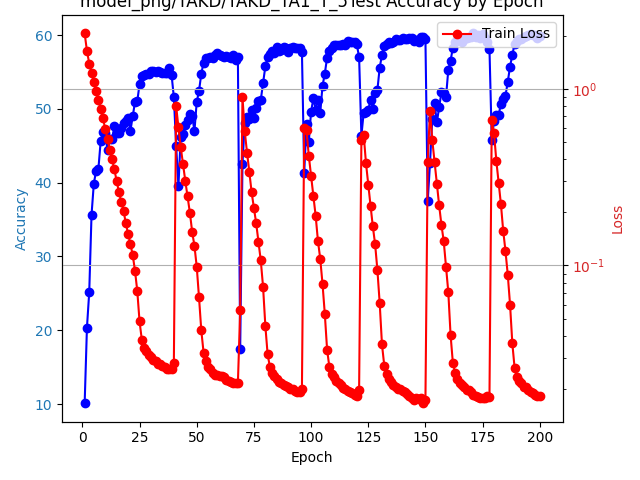 model_png/TAKD/TAKD_TA1_T_5Test Accuracy by Epoch
Train Loss
60
50
40
30
20
10
Accuracy
10⁰
10⁻¹
Loss
0 25 50 75 100 125 150 175 200
Epoch